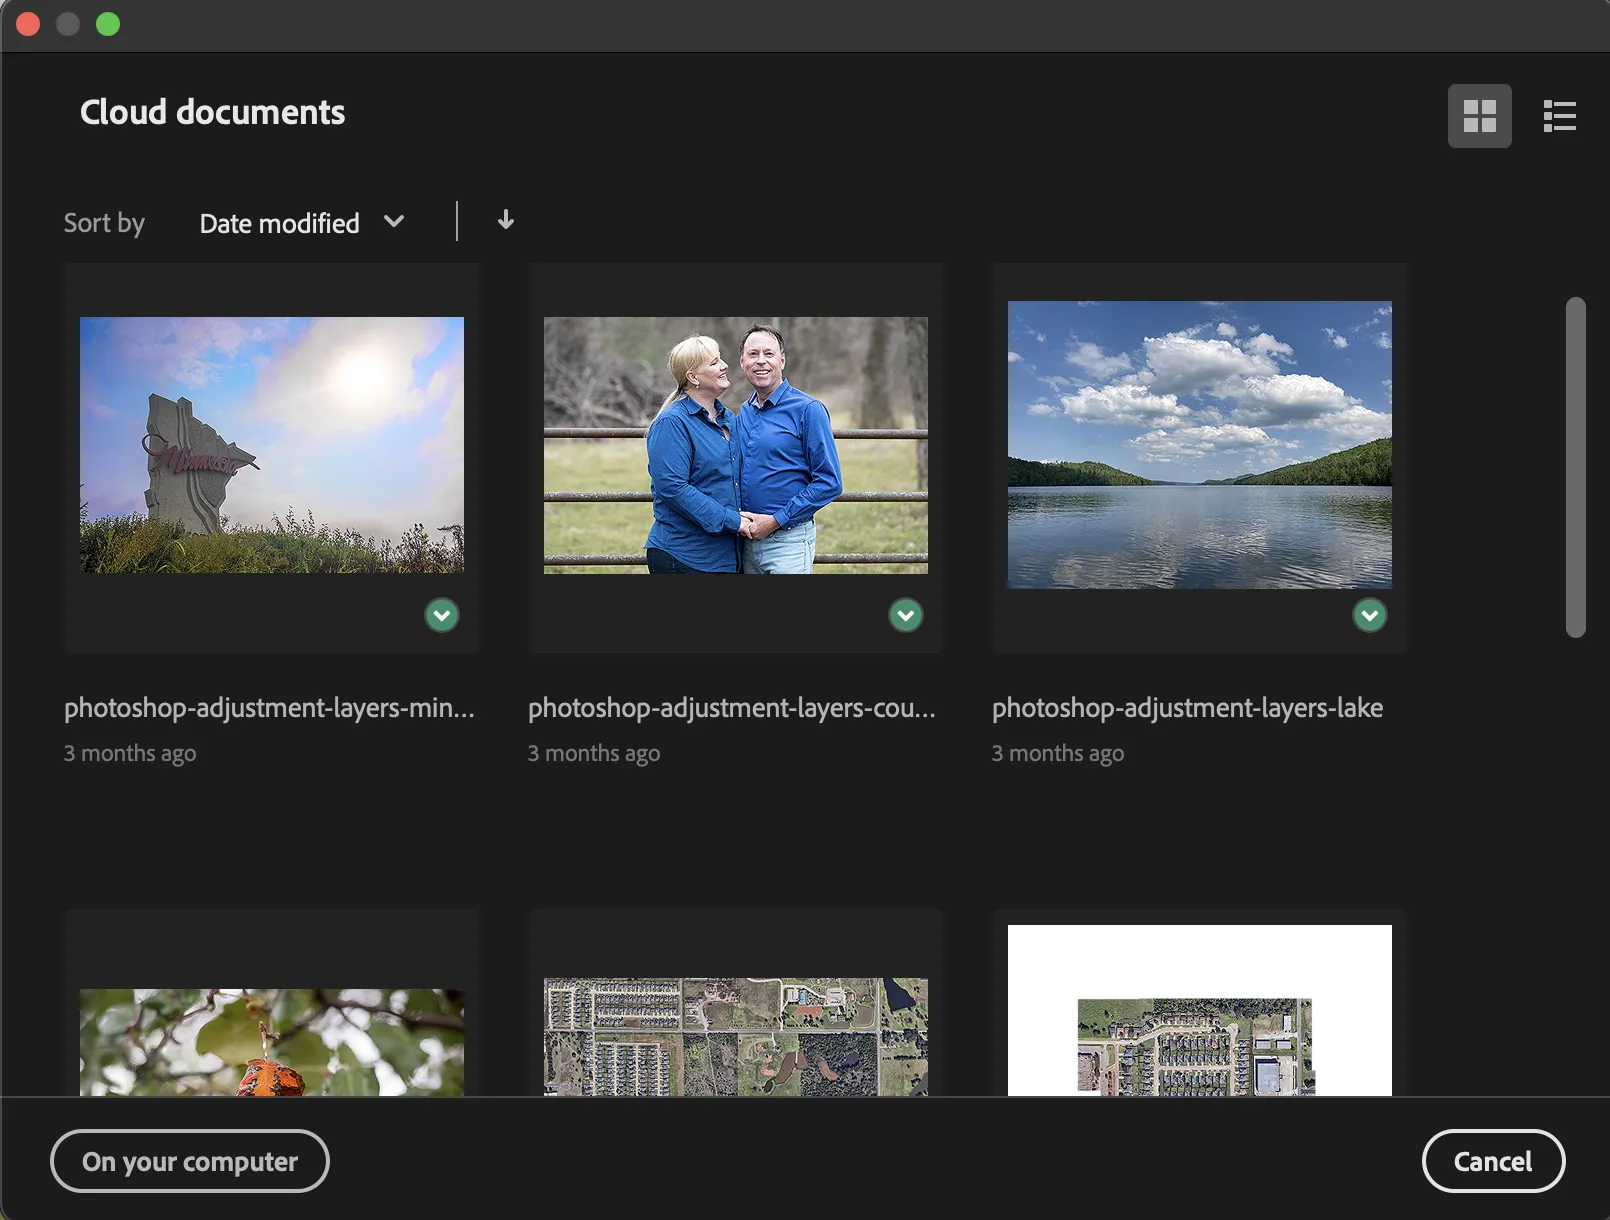 Cloud documents
Sort by Date modified
Minnesota
photoshop-adjustment-layers-min...
3 months ago
photoshop-adjustment-layers-cou...
3 months ago
photoshop-adjustment-layers-lake
3 months ago
On your computer
Cancel